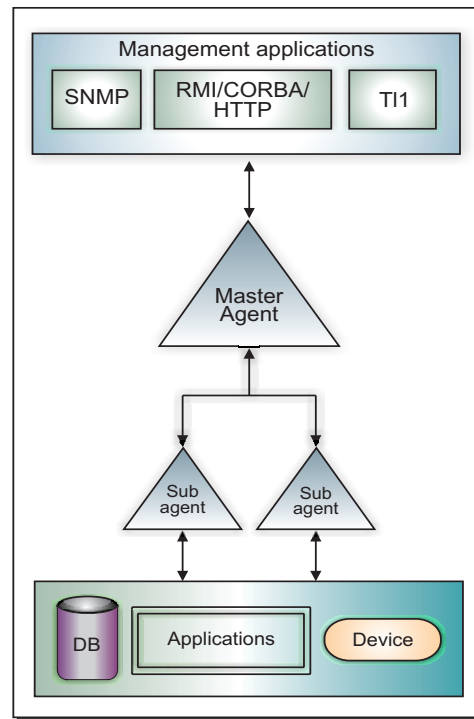 Management applications
SNMP
RMI/CORBA/
HTTP
TI1
Master
Agent
Sub
agent
Sub
agent
DB
Applications
Device